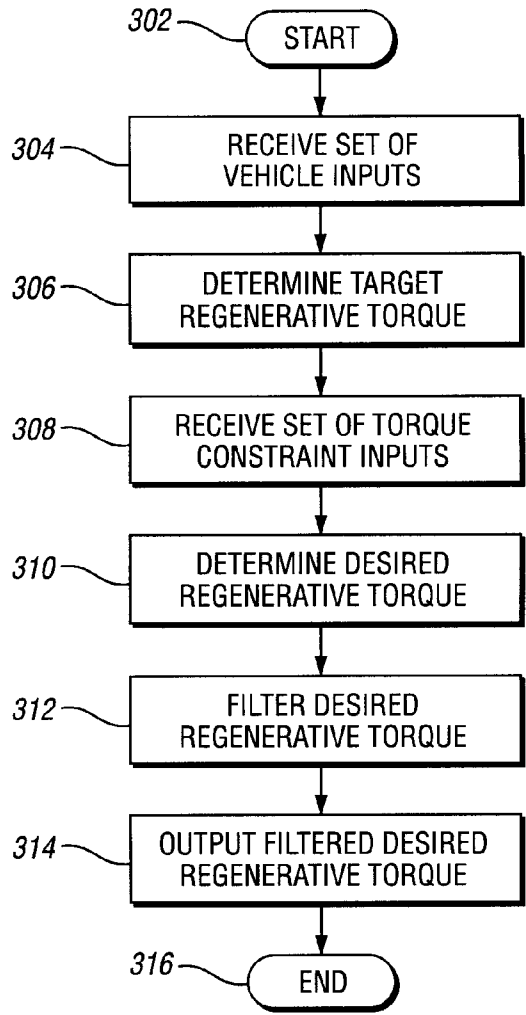 302
START
304
RECEIVE SET OF
VEHICLE INPUTS
306
DETERMINE TARGET
REGENERATIVE TORQUE
308
RECEIVE SET OF TORQUE
CONSTRAINT INPUTS
310
DETERMINE DESIRED
REGENERATIVE TORQUE
312
FILTER DESIRED
REGENERATIVE TORQUE
314
OUTPUT FILTERED DESIRED
REGENERATIVE TORQUE
316
END